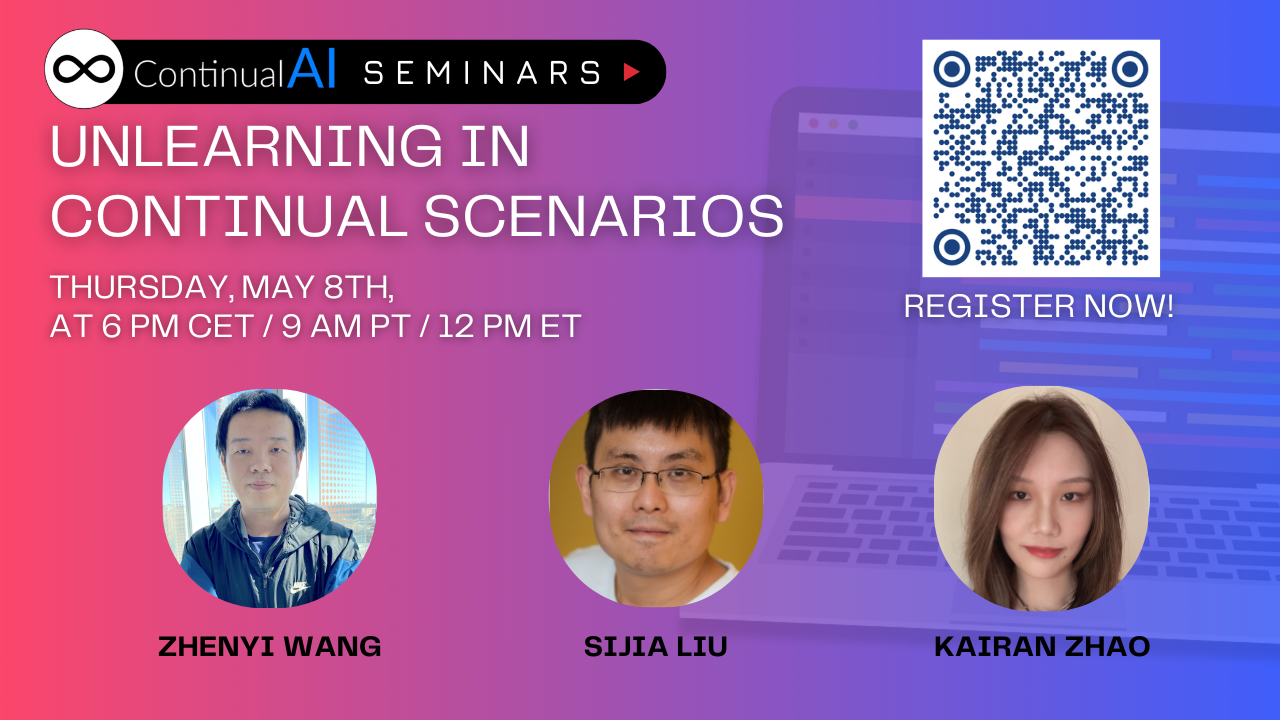 ContinualAI SEMINARS
UNLEARNING IN
CONTINUAL SCENARIOS
THURSDAY, MAY 8TH,
AT 6 PM CET / 9 AM PT / 12 PM ET
REGISTER NOW!
ZHENYI WANG
SIJIA LIU
KAIRAN ZHAO